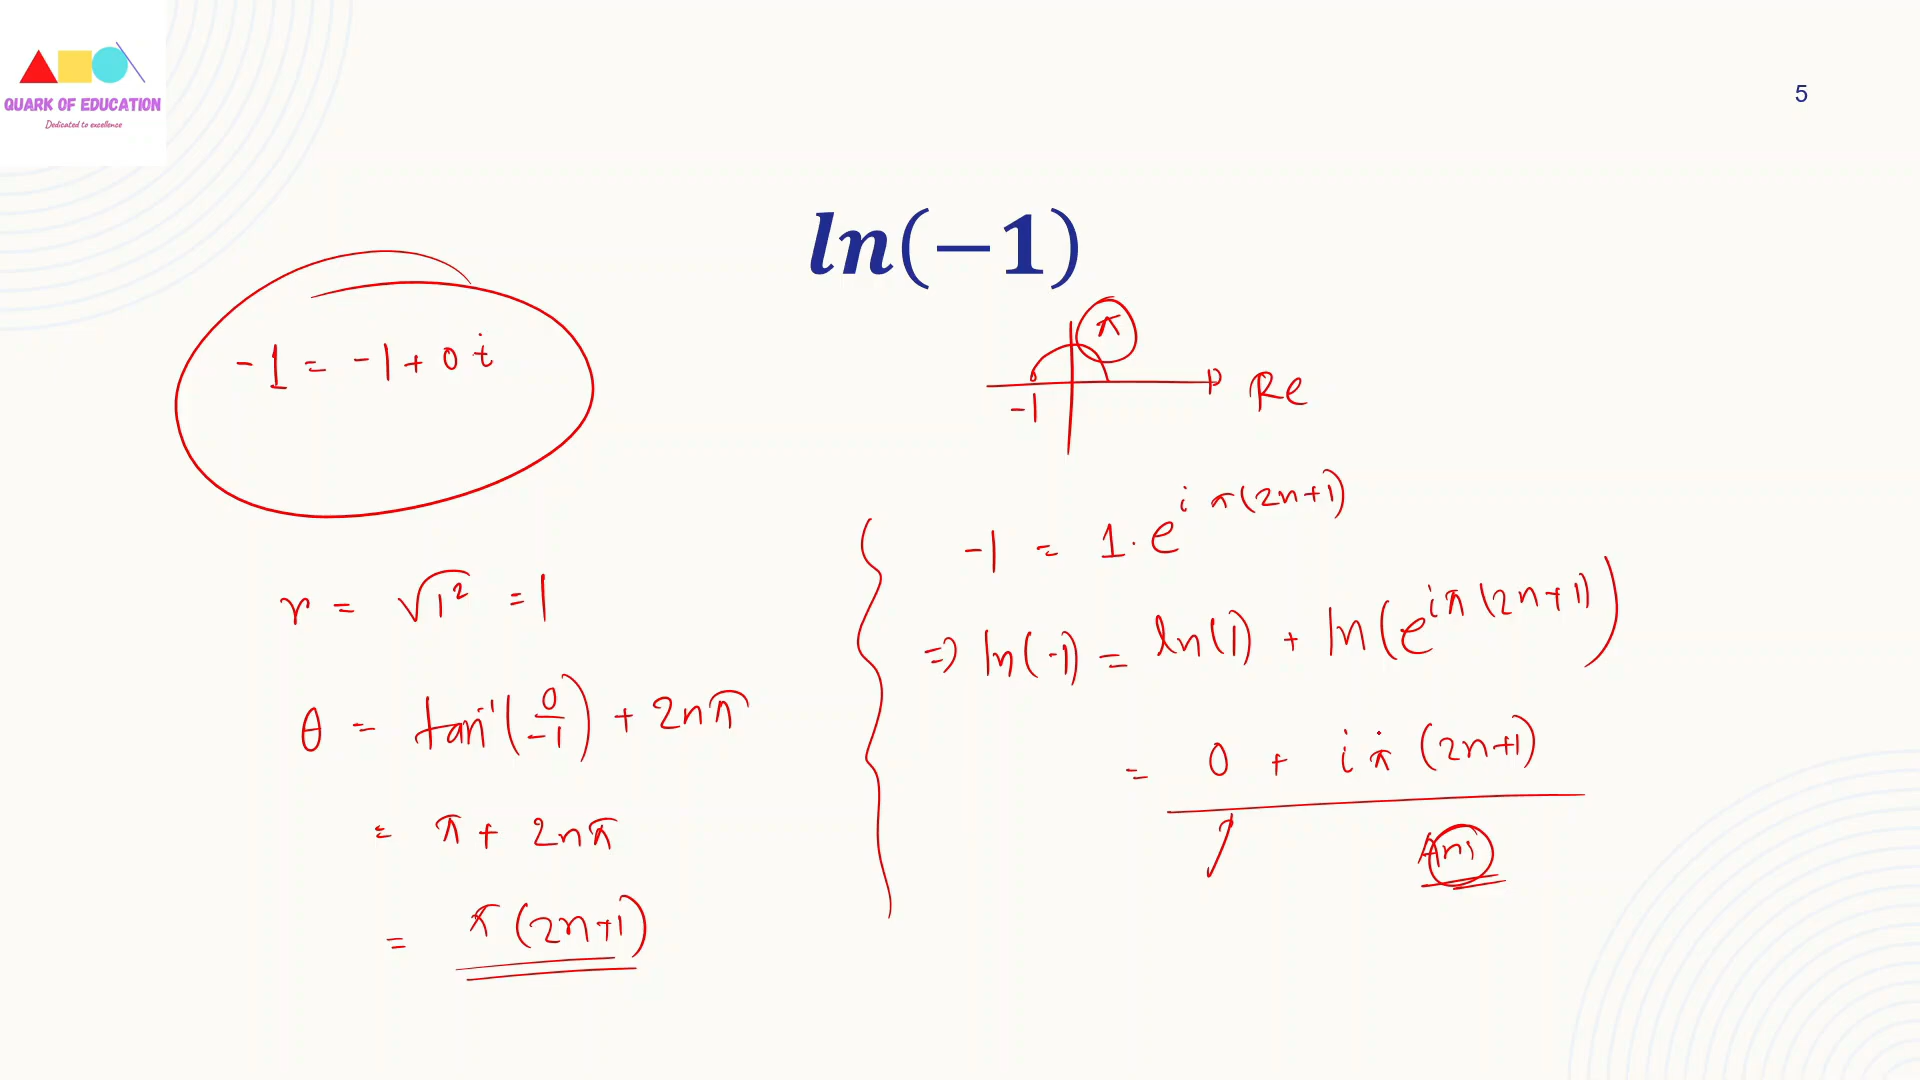 QUARK OF EDUCATION
Dedicated to excellence
5
ln(−1)
-1 = -1 + 0i
π
-1
Re
r = √1² = 1
θ = tan⁻¹(0/-1) + 2nπ
= π + 2nπ
= π(2n+1)
-1 = 1·e^{iπ(2n+1)}
⇒ ln(-1) = ln(1) + ln(e^{iπ(2n+1)})
= 0 + iπ(2n+1)
Ans